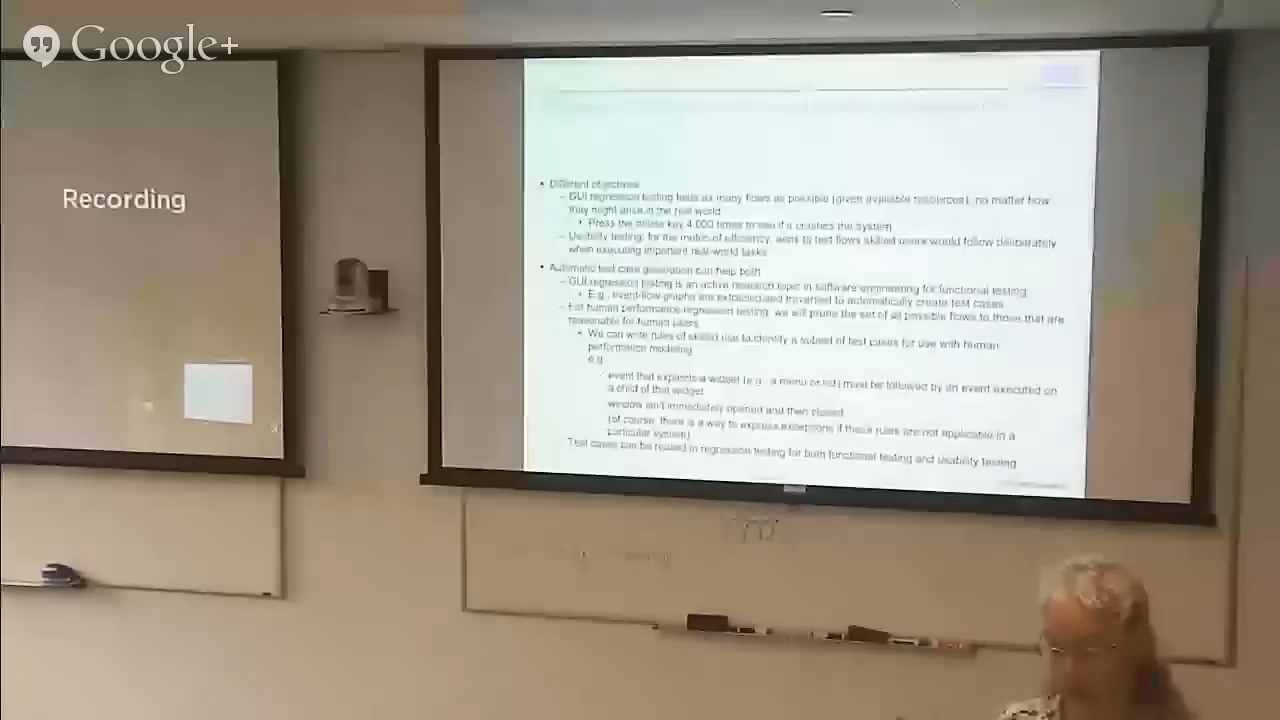 Google+
Recording
• Different objectives
– GUI regression testing tests as many flows as possible (given available resources), no matter how
they might arise in the real world
• Press the delete key 4,000 times to see if it crashes the system
– Usability testing, for the metric of efficiency, aims to test flows skilled users would follow deliberately
when executing important real-world tasks
• Automatic test case generation can help both
– GUI regression testing is an active research topic in software engineering for functional testing
• E.g., event-flow-graphs are extracted and traversed to automatically create test cases
– For human performance regression testing, we will prune the set of all possible flows to those that are
reasonable for human users
• We can write rules of skilled use to identify a subset of test cases for use with human
performance modeling
e.g.
event that expands a widget (e.g., a menu or list) must be followed by an event executed on
a child of that widget
window isn't immediately opened and then closed
(of course, there is a way to express exceptions if these rules are not applicable in a
particular system)
Test cases can be reused in regression testing for both functional testing and usability testing